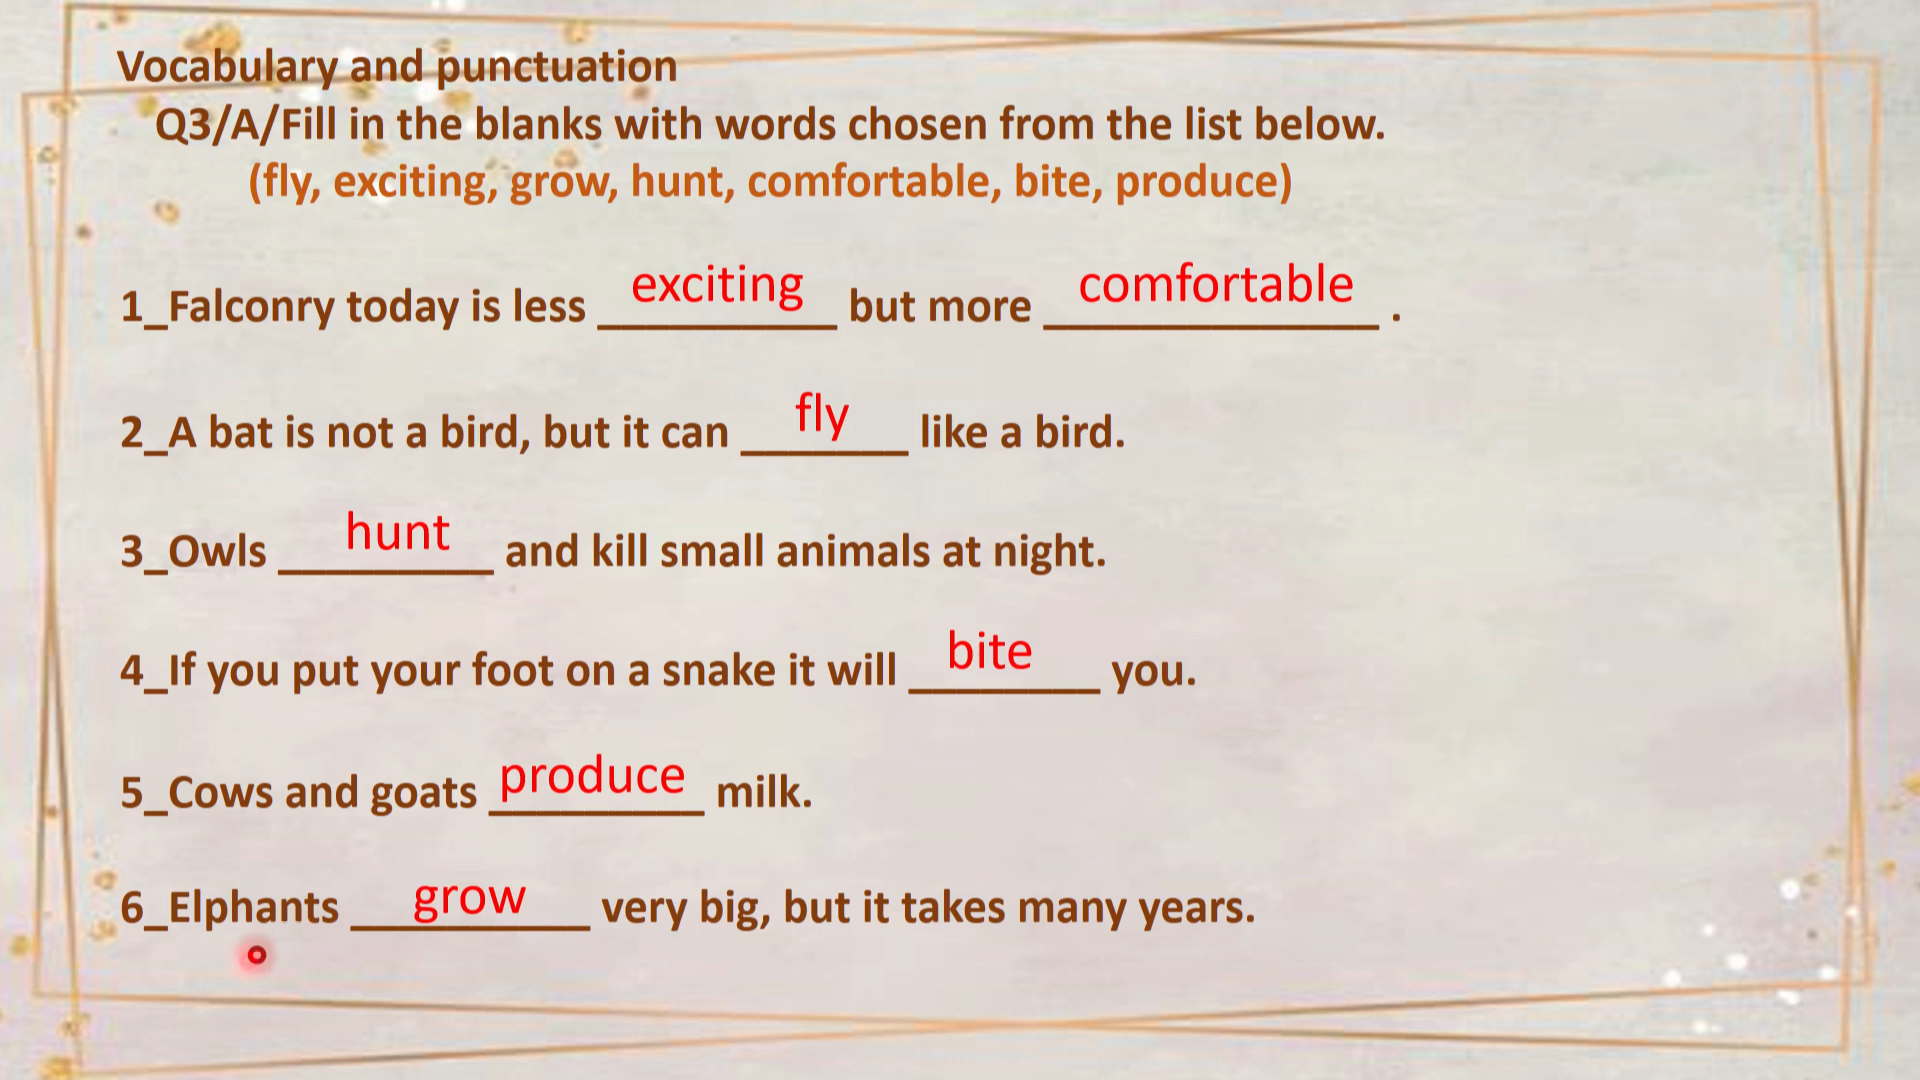 Vocabulary and punctuation
Q3/A/Fill in the blanks with words chosen from the list below.
(fly, exciting, grow, hunt, comfortable, bite, produce)
1_Falconry today is less __________ exciting but more ______________ comfortable .
2_A bat is not a bird, but it can _______ fly like a bird.
3_Owls _________ hunt and kill small animals at night.
4_If you put your foot on a snake it will ________ bite you.
5_Cows and goats _________ produce milk.
6_Elphants __________ grow very big, but it takes many years.